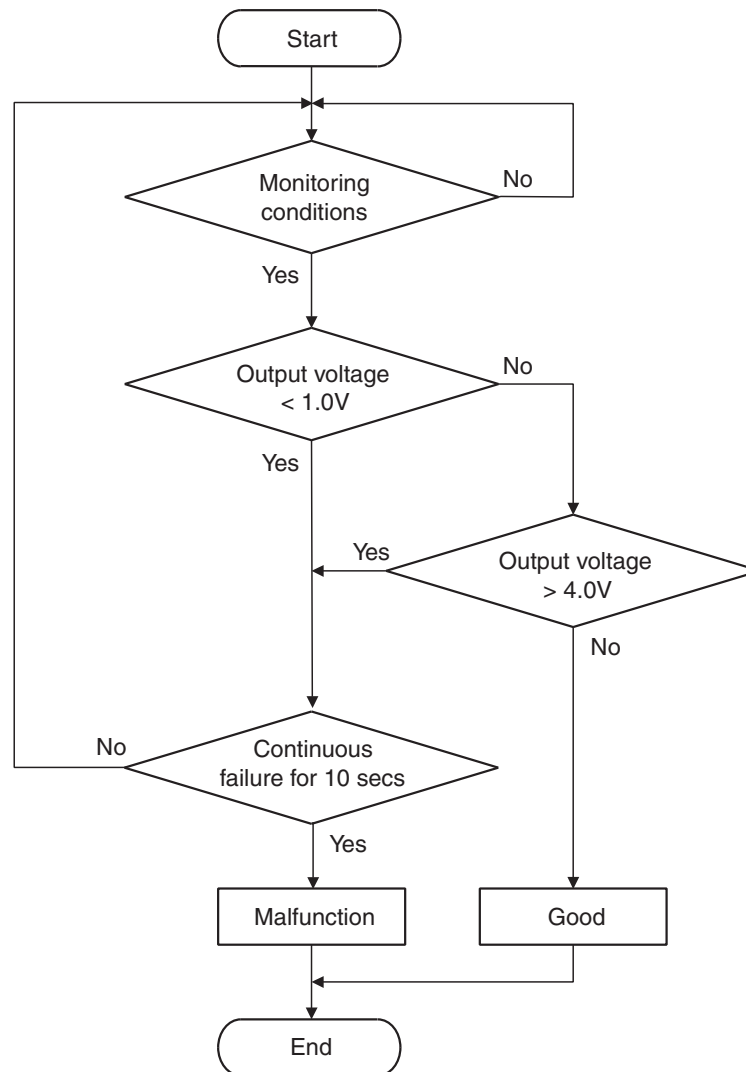 Start
Monitoring
conditions
No
Yes
Output voltage
< 1.0V
No
Yes
Output voltage
> 4.0V
Yes
No
Continuous
failure for 10 secs
No
Yes
Malfunction
Good
End